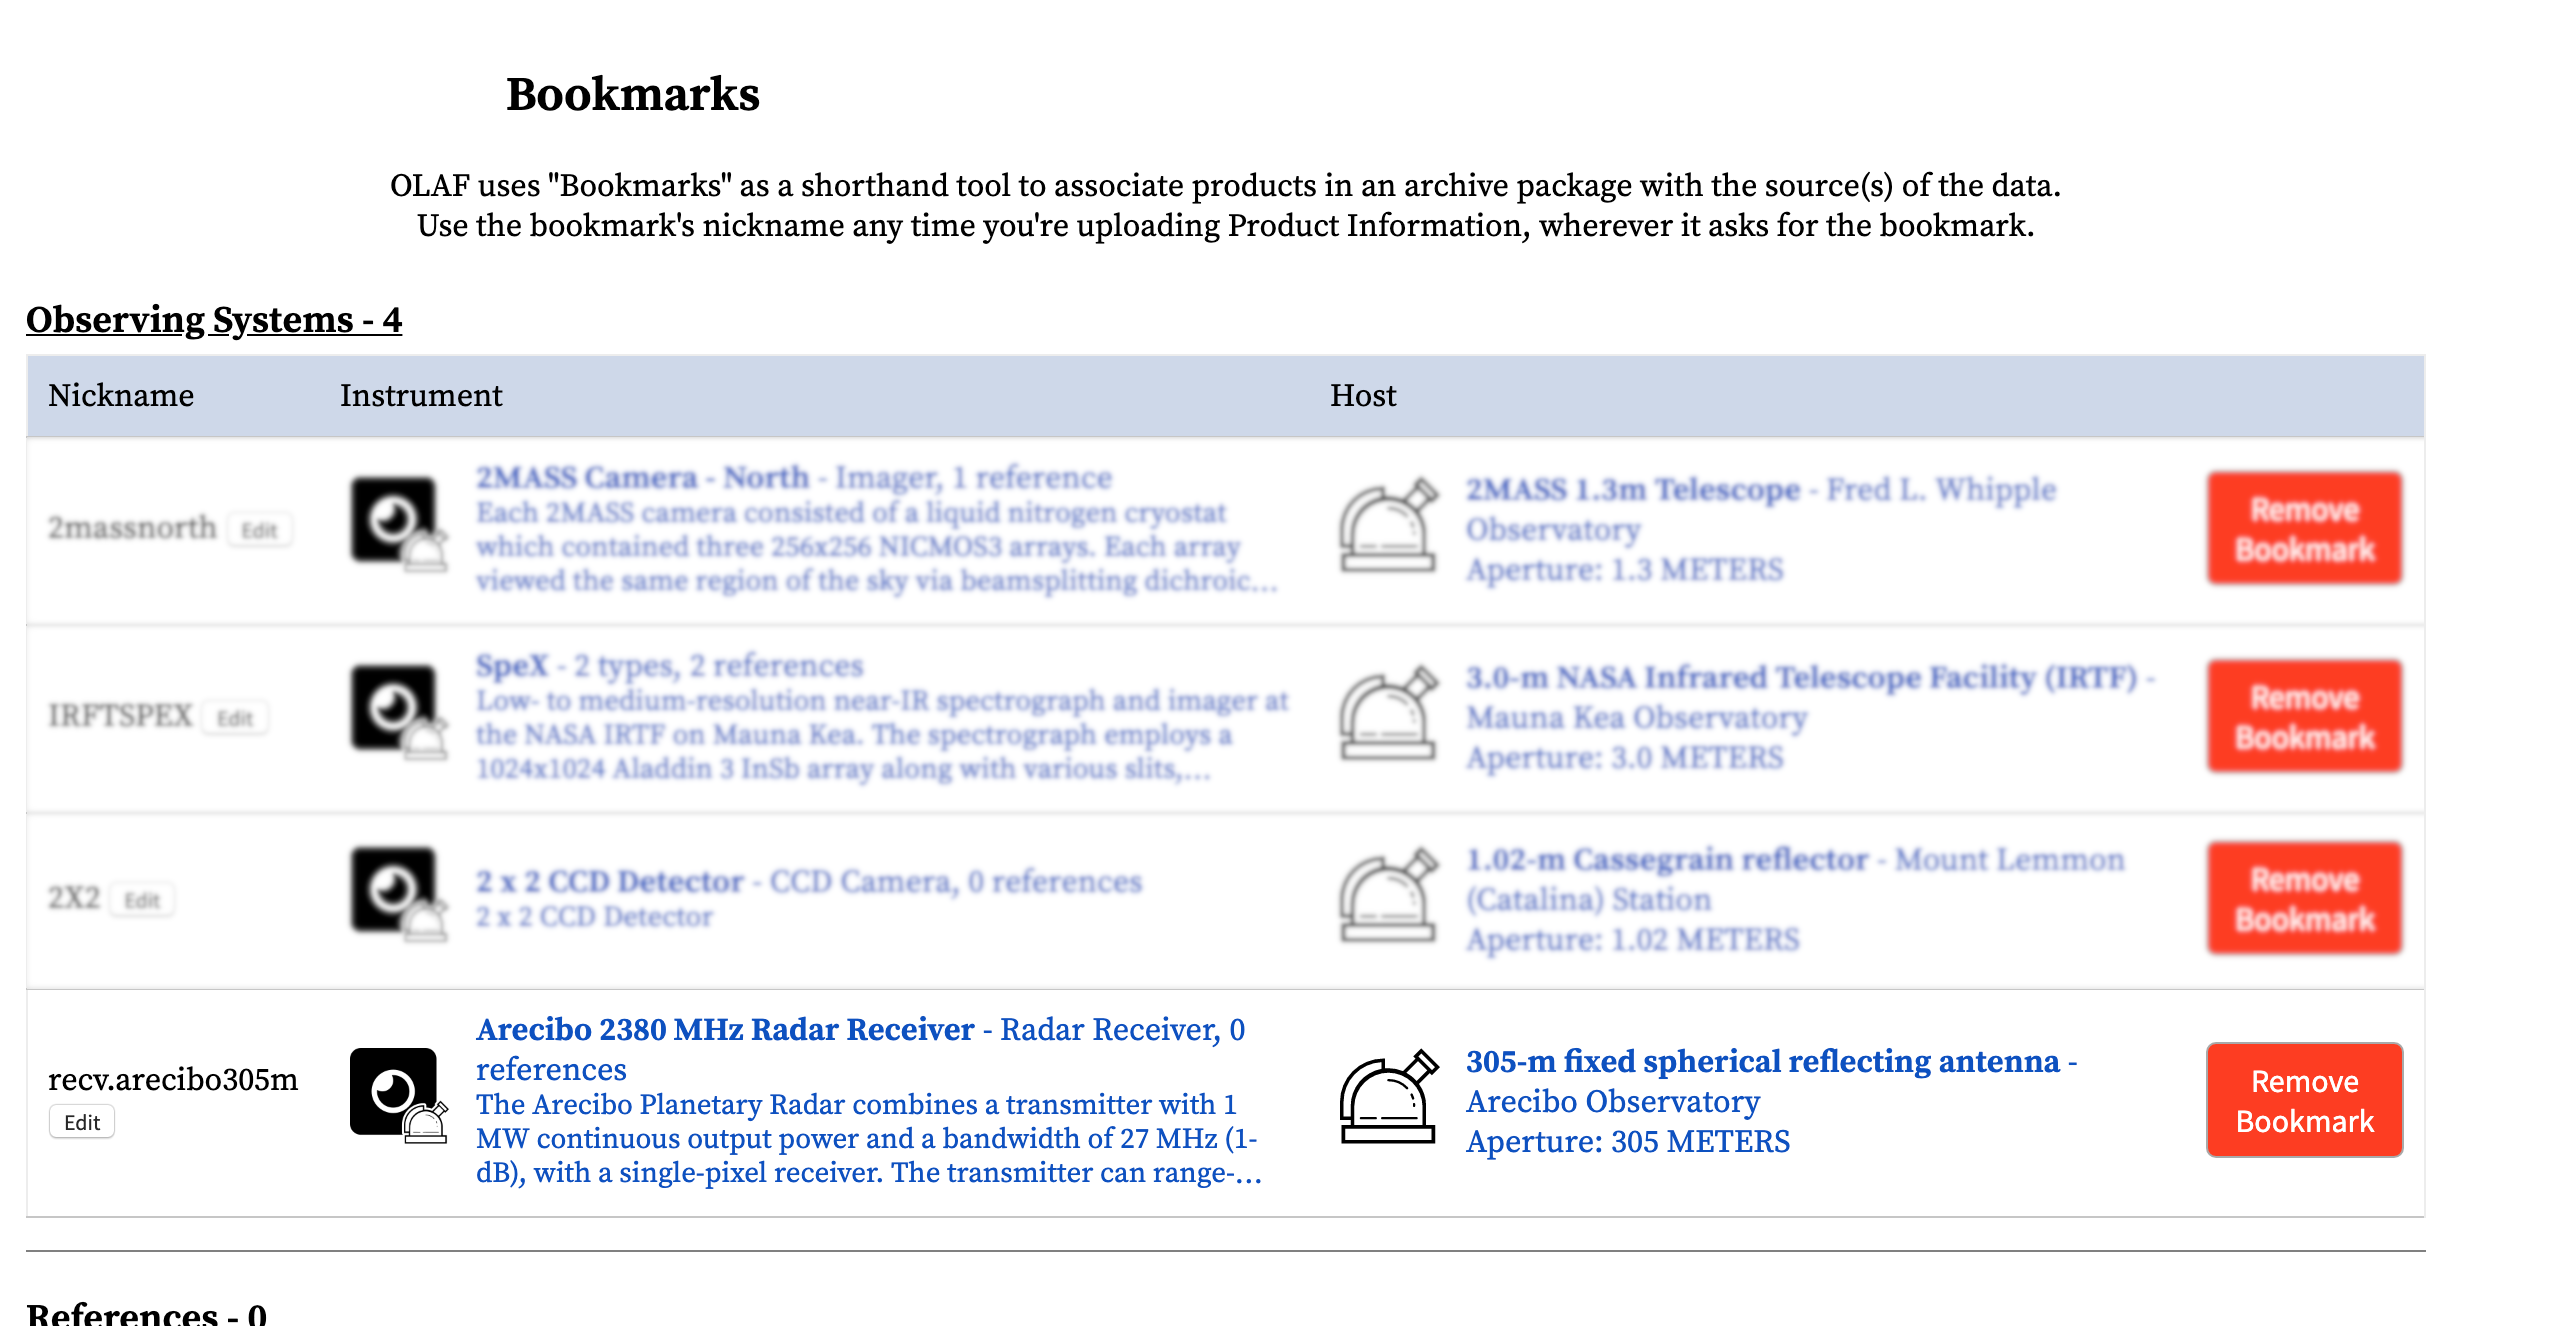 Bookmarks
OLAF uses "Bookmarks" as a shorthand tool to associate products in an archive package with the source(s) of the data.
Use the bookmark's nickname any time you're uploading Product Information, wherever it asks for the bookmark.
Observing Systems - 4
Nickname Instrument Host
2massnorth Edit
2MASS Camera - North - Imager, 1 reference
Each 2MASS camera consisted of a liquid nitrogen cryostat
which contained three 256x256 NICMOS3 arrays. Each array
viewed the same region of the sky via beamsplitting dichroic...
2MASS 1.3m Telescope - Fred L. Whipple
Observatory
Aperture: 1.3 METERS
Remove
Bookmark
IRFTSPEX Edit
SpeX - 2 types, 2 references
Low- to medium-resolution near-IR spectrograph and imager at
the NASA IRTF on Mauna Kea. The spectrograph employs a
1024x1024 Aladdin 3 InSb array along with various slits,...
3.0-m NASA Infrared Telescope Facility (IRTF) -
Mauna Kea Observatory
Aperture: 3.0 METERS
Remove
Bookmark
2X2 Edit
2 x 2 CCD Detector - CCD Camera, 0 references
2 x 2 CCD Detector
1.02-m Cassegrain reflector - Mount Lemmon
(Catalina) Station
Aperture: 1.02 METERS
Remove
Bookmark
recv.arecibo305m
Edit
Arecibo 2380 MHz Radar Receiver - Radar Receiver, 0
references
The Arecibo Planetary Radar combines a transmitter with 1
MW continuous output power and a bandwidth of 27 MHz (1-
dB), with a single-pixel receiver. The transmitter can range-...
305-m fixed spherical reflecting antenna -
Arecibo Observatory
Aperture: 305 METERS
Remove
Bookmark
References - 0